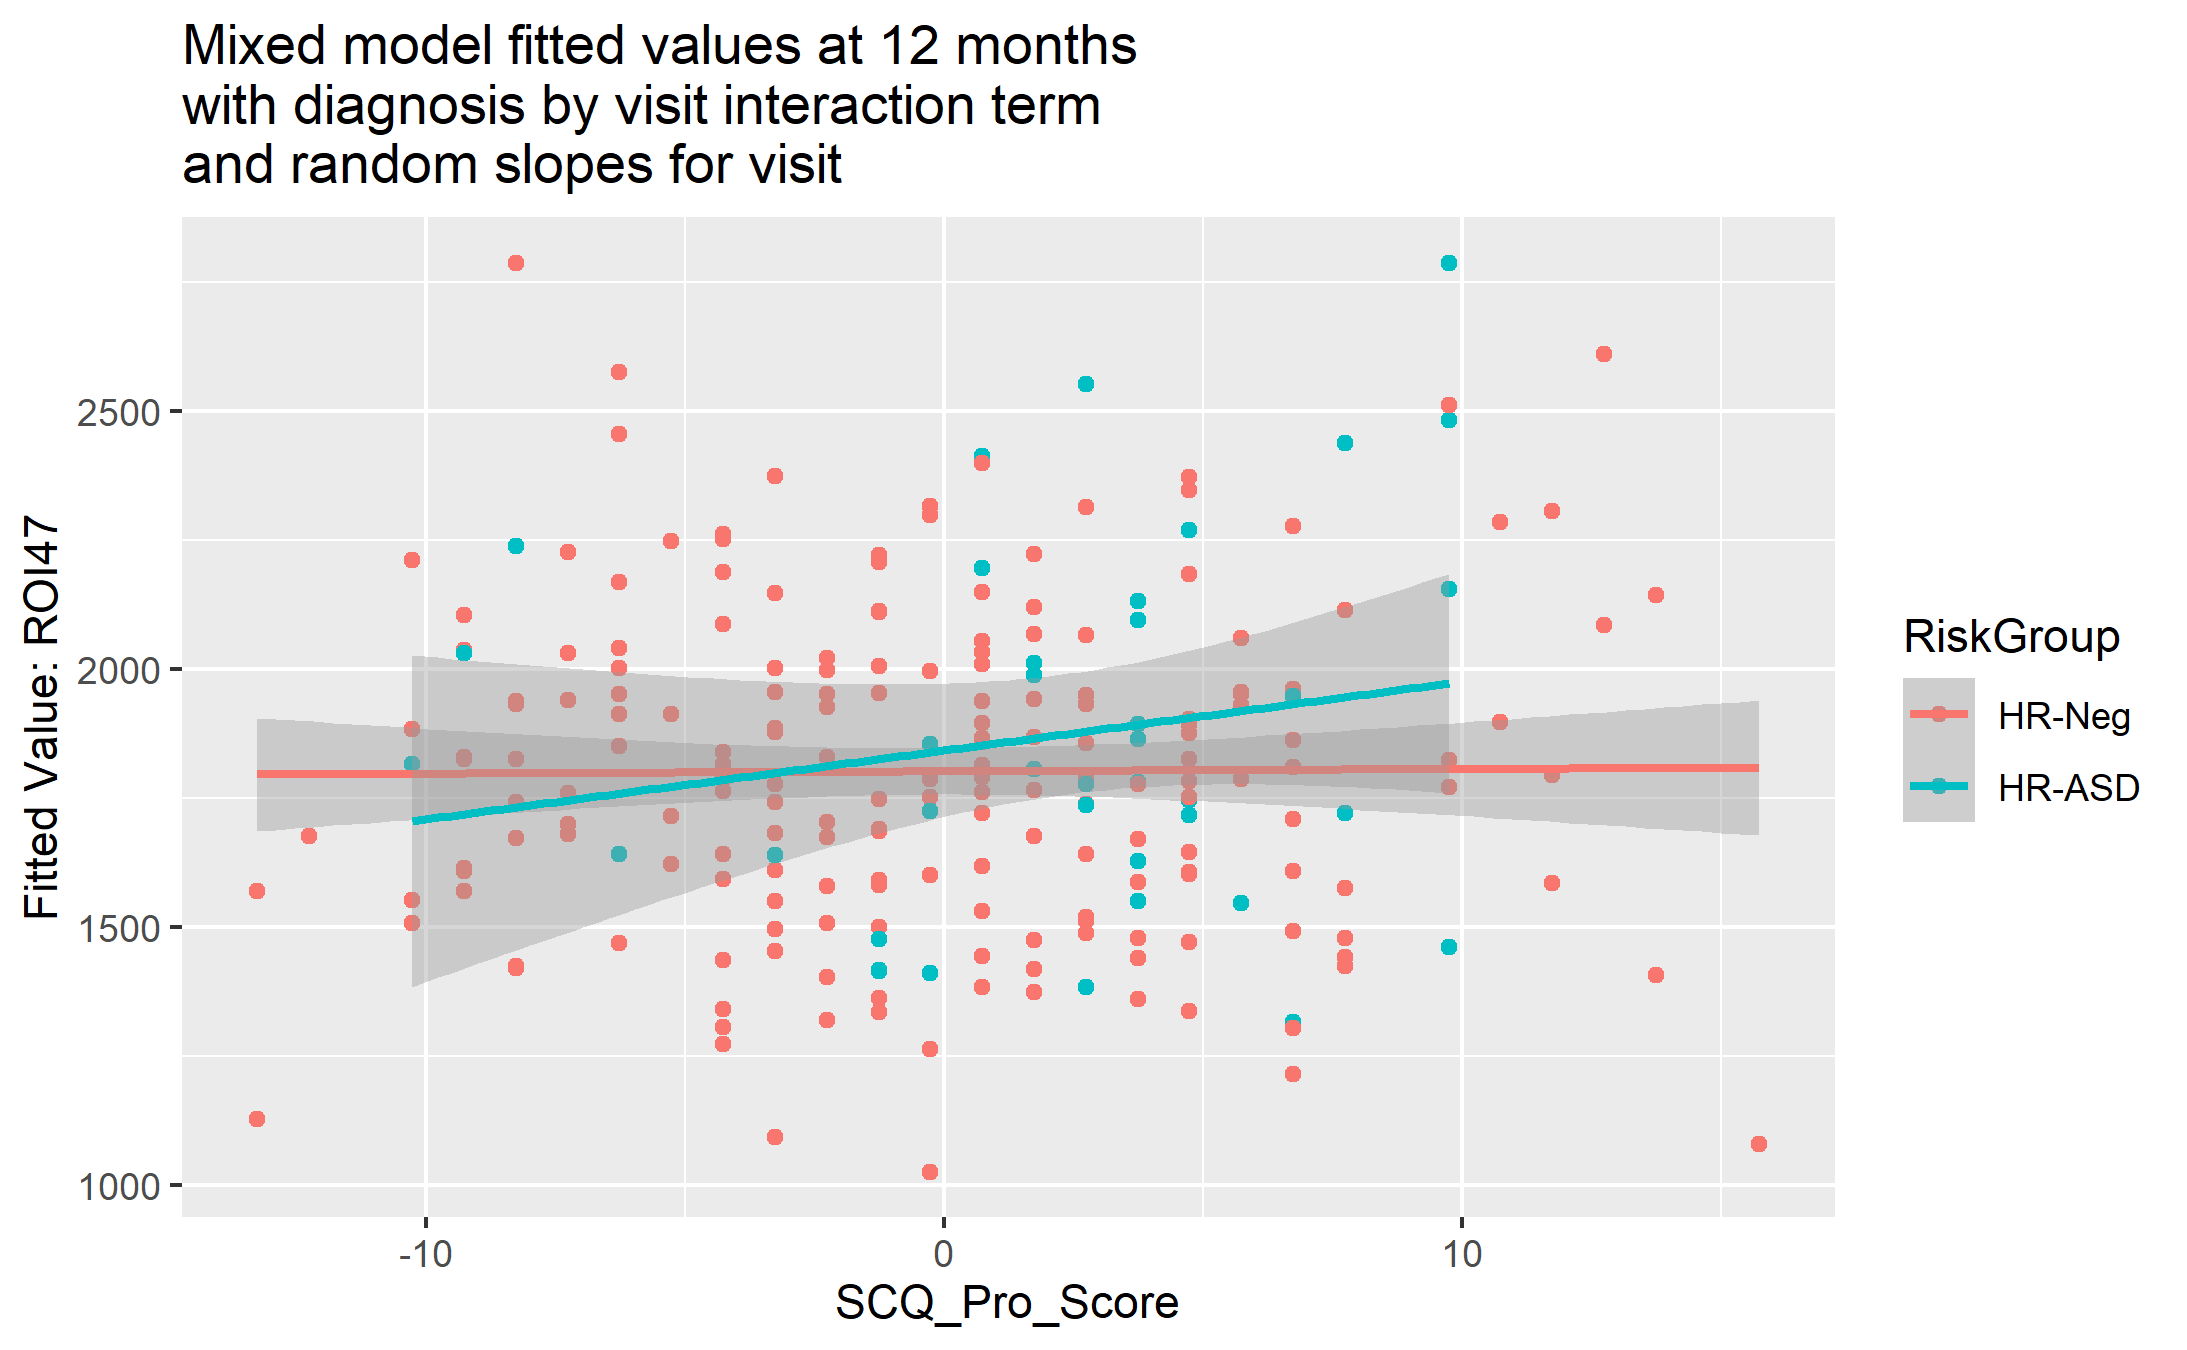 Mixed model fitted values at 12 months
with diagnosis by visit interaction term
and random slopes for visit
Fitted Value: ROI47
2500
2000
1500
1000
-10
0
10
SCQ_Pro_Score
RiskGroup
HR-Neg
HR-ASD